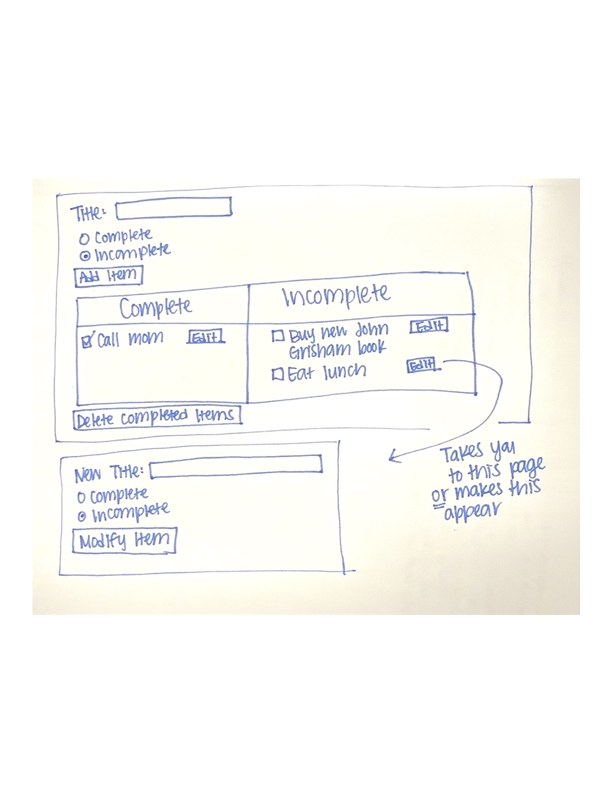 Title:
Complete
Incomplete
Add Item
Complete
Incomplete
Call mom Edit
Buy new John Edit
Grisham book
Eat lunch Edit
Delete completed Items
Takes you
to this page
or makes this
appear
New Title:
Complete
Incomplete
Modify Item